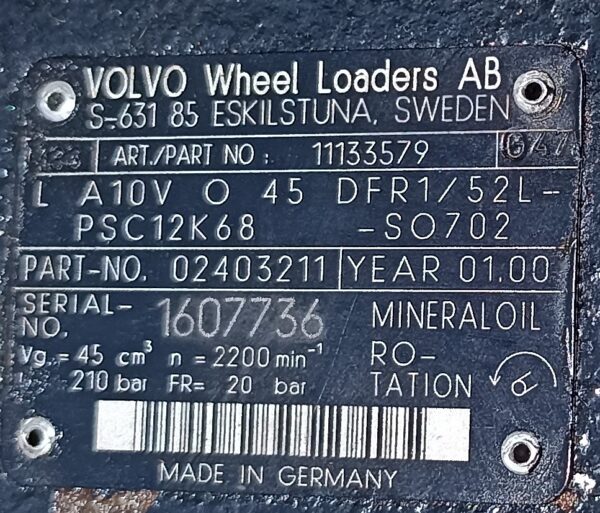 VOLVO Wheel Loaders AB
S-631 85 ESKILSTUNA, SWEDEN
ART./PART NO : 11133579
L A10V O 45 DFR1/52L-
PSC12K68 -SO702
PART-NO. 02403211 YEAR 01.00
SERIAL-
NO. 1607736 MINERALOIL
Vg = 45 cm³ n = 2200 min⁻¹ RO-
210 bar FR= 20 bar TATION
MADE IN GERMANY